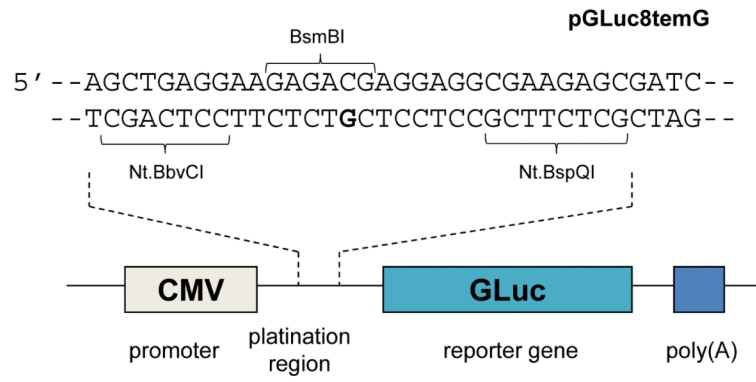 pGLuc8temG
BsmBI
5'--AGCTGAGGAAGAGACGAGGAGGCGAAGAGCGATC--
--TCGACTCCTTCTCTGCTCCTCCGCTTCTCGCTAG--
Nt.BbvCI Nt.BspQI
CMV GLuc
promoter platination region reporter gene poly(A)